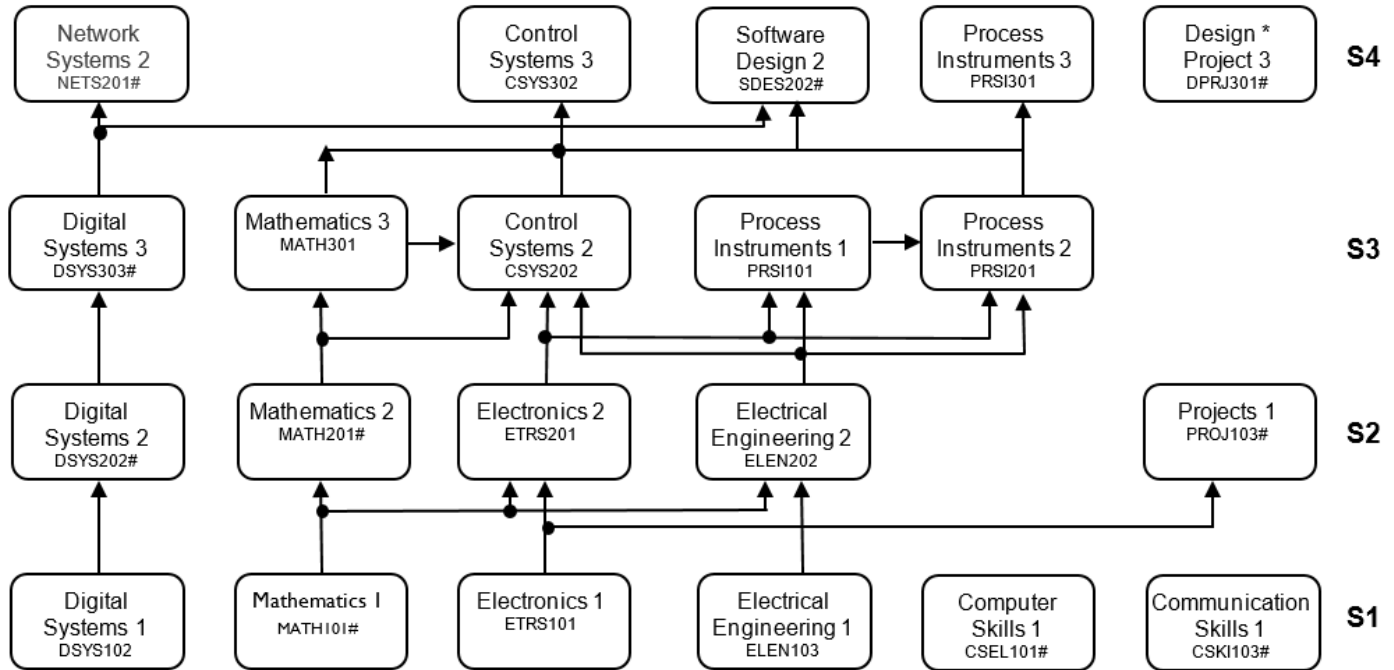 Network
Systems 2
NETS201#
Control
Systems 3
CSYS302
Software
Design 2
SDES202#
Process
Instruments 3
PRSI301
Design *
Project 3
DPRJ301#
S4
Digital
Systems 3
DSYS303#
Mathematics 3
MATH301
Control
Systems 2
CSYS202
Process
Instruments 1
PRSI101
Process
Instruments 2
PRSI201
S3
Digital
Systems 2
DSYS202#
Mathematics 2
MATH201#
Electronics 2
ETRS201
Electrical
Engineering 2
ELEN202
Projects 1
PROJ103#
S2
Digital
Systems 1
DSYS102
Mathematics 1
MATH101#
Electronics 1
ETRS101
Electrical
Engineering 1
ELEN103
Computer
Skills 1
CSEL101#
Communication
Skills 1
CSKI103#
S1